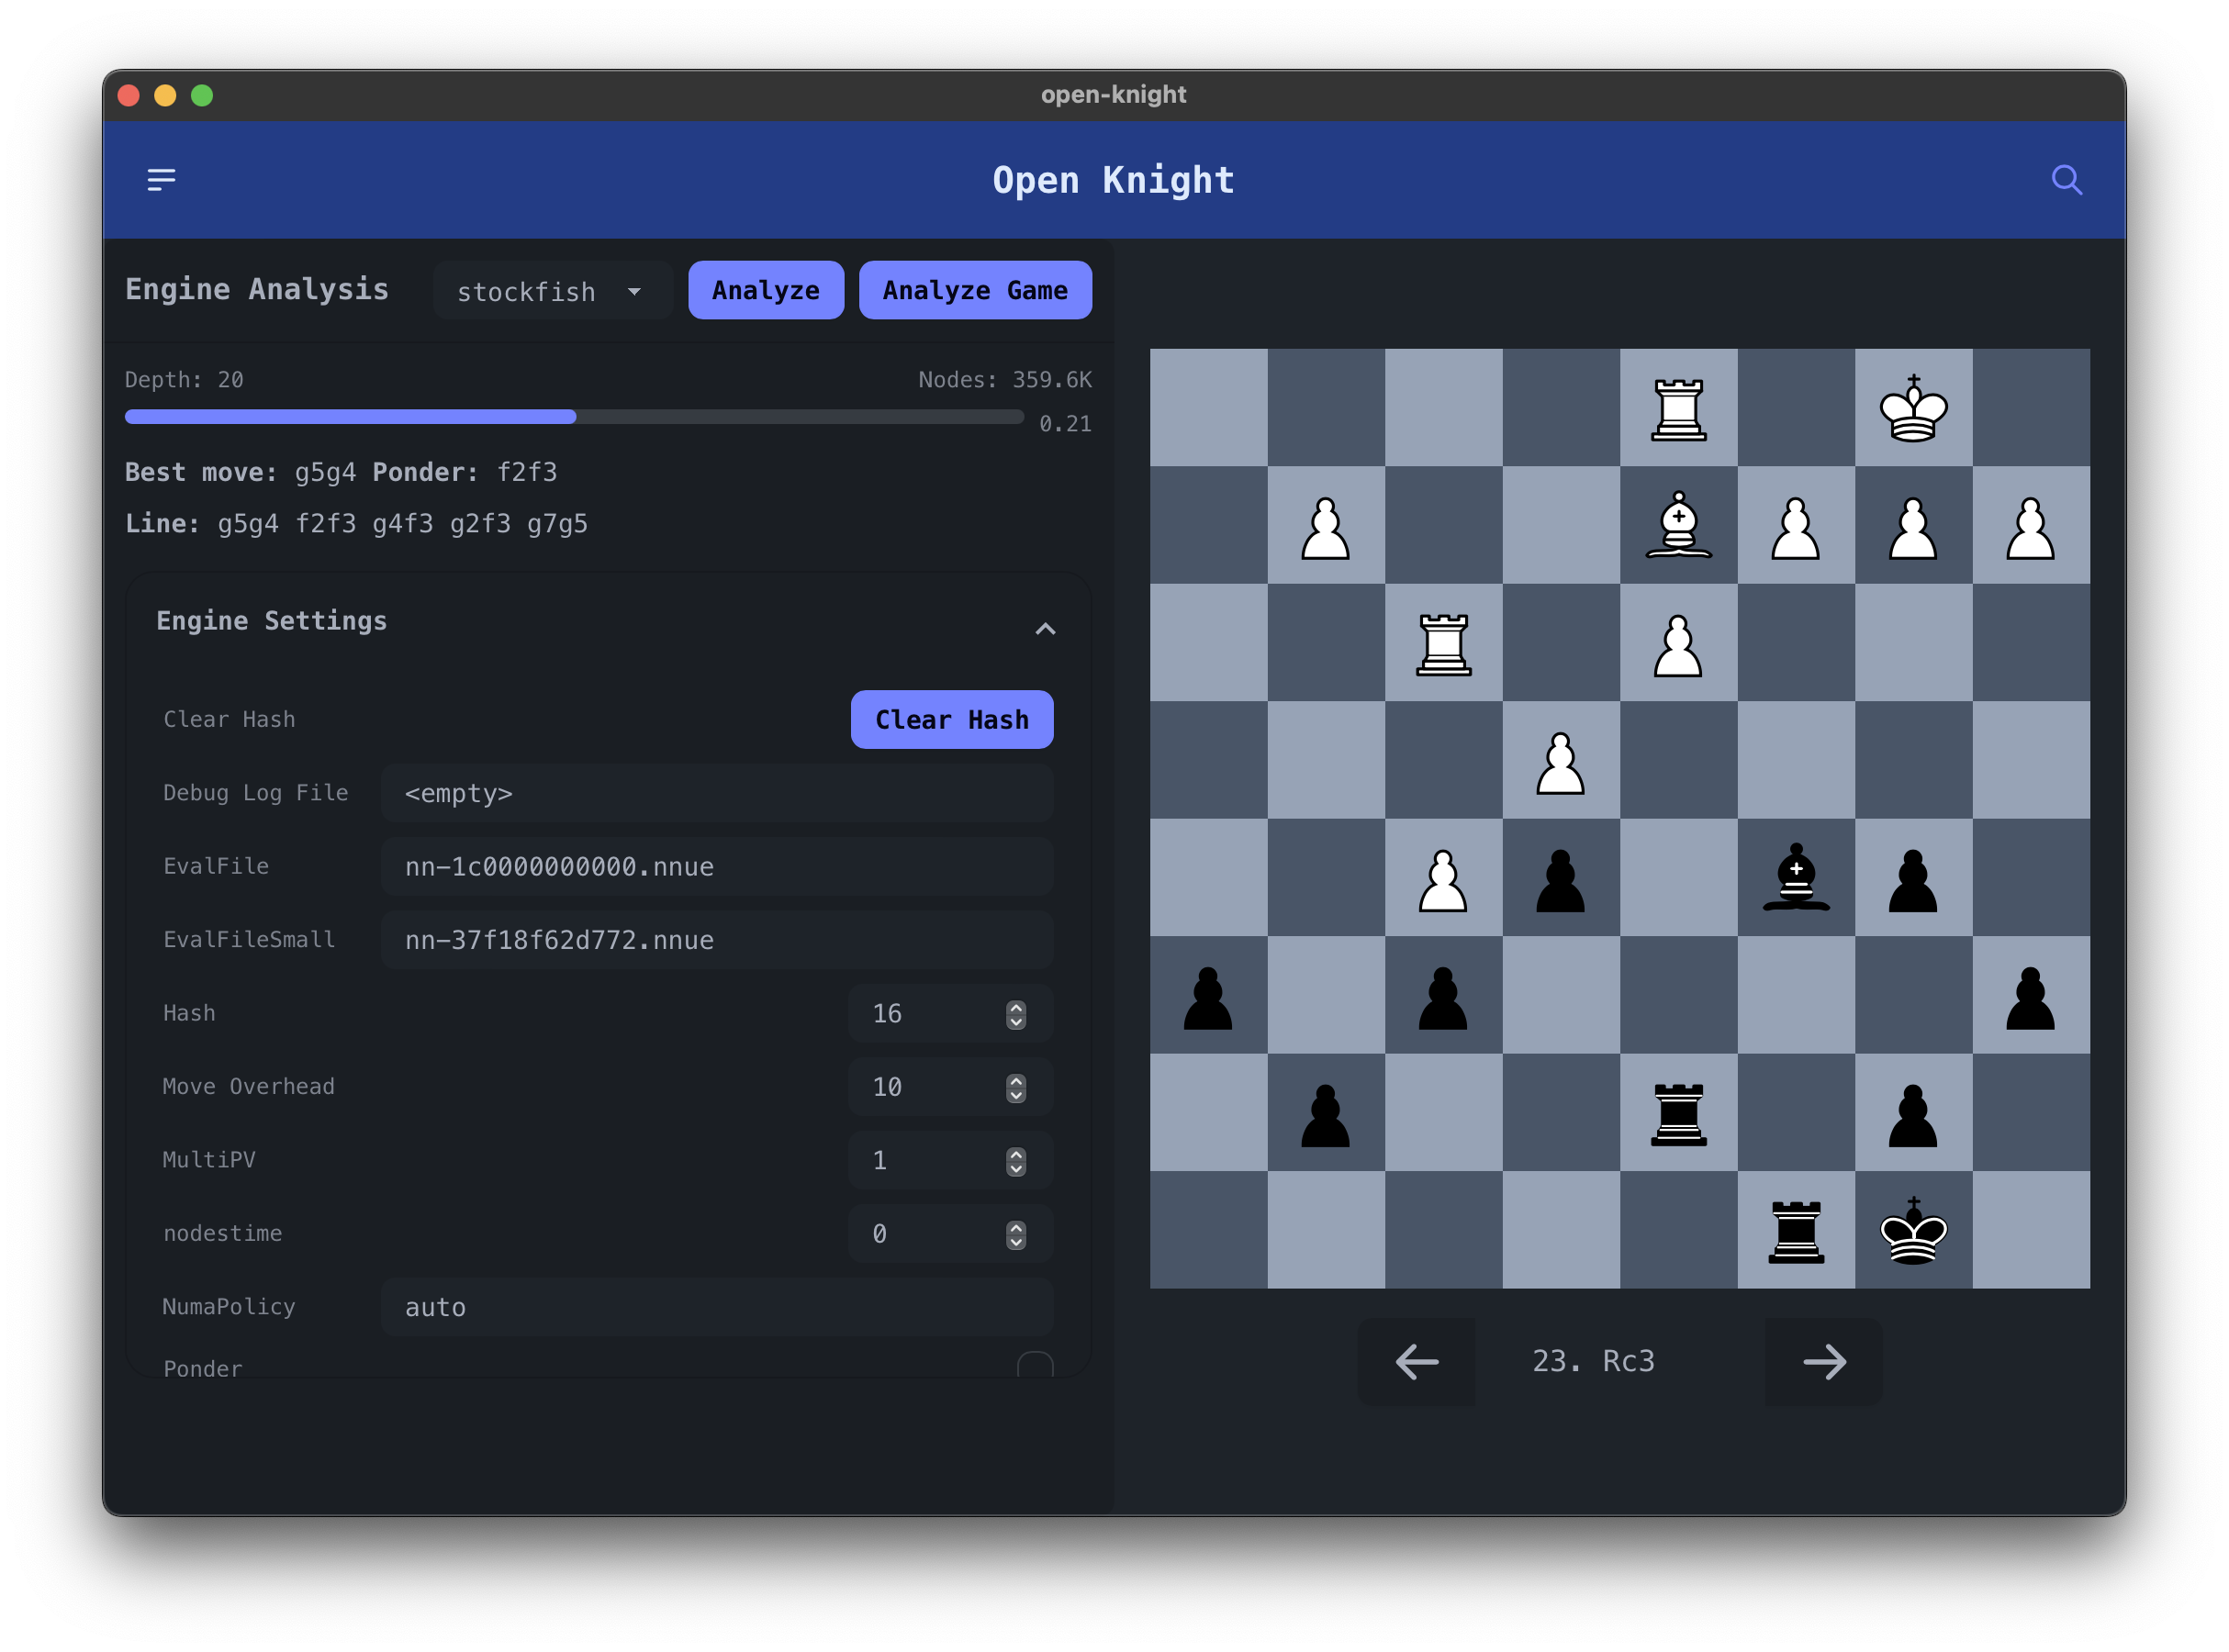 open-knight
Open Knight
Engine Analysis stockfish Analyze Analyze Game
Depth: 20 Nodes: 359.6K
0.21
Best move: g5g4 Ponder: f2f3
Line: g5g4 f2f3 g4f3 g2f3 g7g5
Engine Settings
Clear Hash Clear Hash
Debug Log File <empty>
EvalFile nn-1c0000000000.nnue
EvalFileSmall nn-37f18f62d772.nnue
Hash 16
Move Overhead 10
MultiPV 1
nodestime 0
NumaPolicy auto
Ponder
23. Rc3